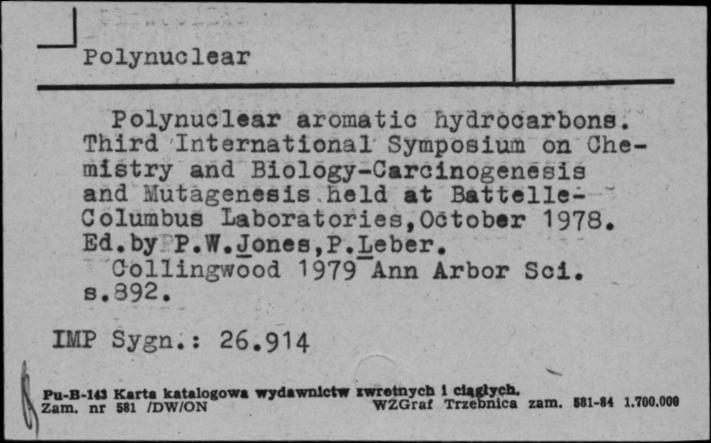 Polynuclear
Polynuclear aromatic hydrocarbons.
Third International Symposium on Che-
mistry and Biology-Carcinogenesis
and Mutagenesis held at Battelle-
Columbus Laboratories,October 1978.
Ed.by P.W.Jones,P.Leber.
Collingwood 1979 Ann Arbor Sci.
s.892.
IMP Sygn.: 26.914
Pu-B-143 Karta katalogowa wydawnictw zwrotnych i ciągłych.
Zam. nr 581 /DW/ON WZGraf Trzebnica zam. 581-84 1.700.000